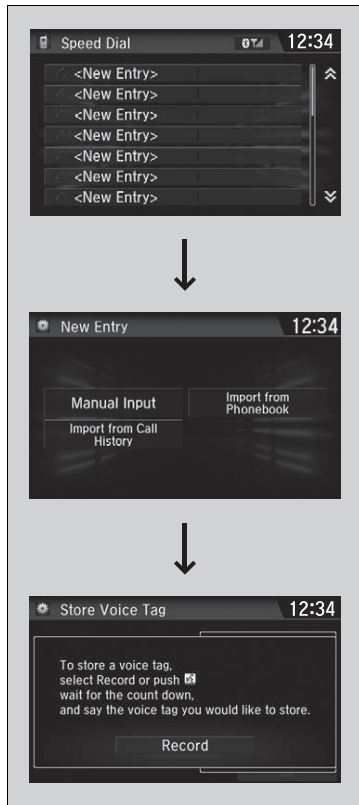 Speed Dial 12:34
<New Entry>
<New Entry>
<New Entry>
<New Entry>
<New Entry>
<New Entry>
<New Entry>
New Entry 12:34
Manual Input
Import from
Phonebook
Import from Call
History
Store Voice Tag 12:34
To store a voice tag,
select Record or push
wait for the count down,
and say the voice tag you would like to store.
Record